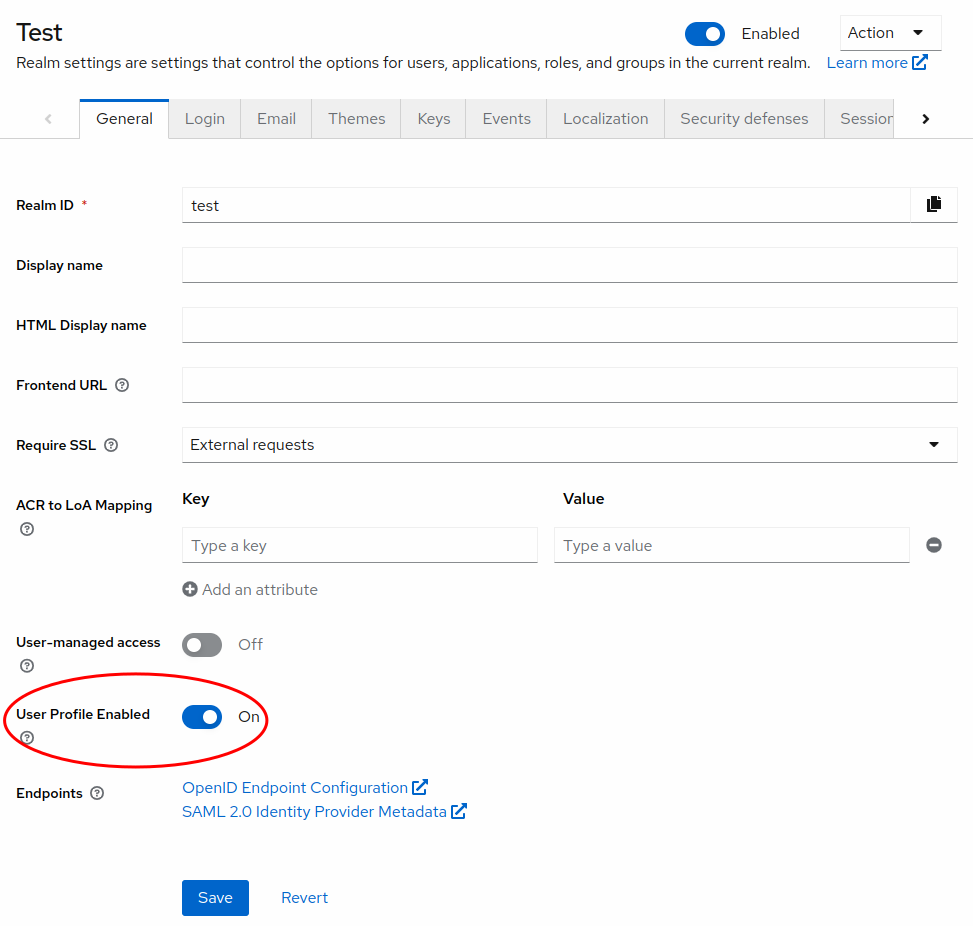 Test
Enabled
Action
Realm settings are settings that control the options for users, applications, roles, and groups in the current realm. Learn more
General Login Email Themes Keys Events Localization Security defenses Session
Realm ID *
test
Display name
HTML Display name
Frontend URL
Require SSL
External requests
ACR to LoA Mapping
Key Value
Type a key Type a value
Add an attribute
User-managed access
Off
User Profile Enabled
On
Endpoints
OpenID Endpoint Configuration
SAML 2.0 Identity Provider Metadata
Save Revert